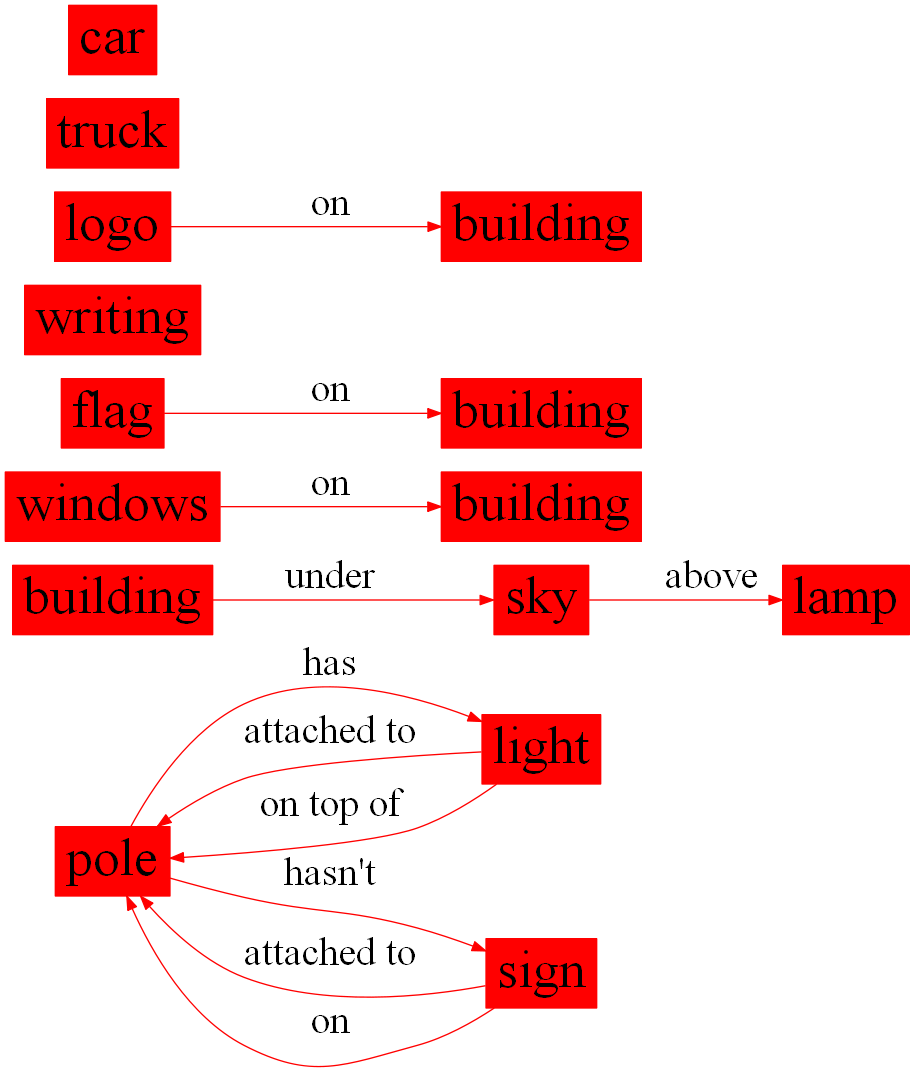 car
truck
logo on building
writing
flag on building
windows on building
building under sky above lamp
has
light
attached to
on top of
pole
hasn't
sign
attached to
on